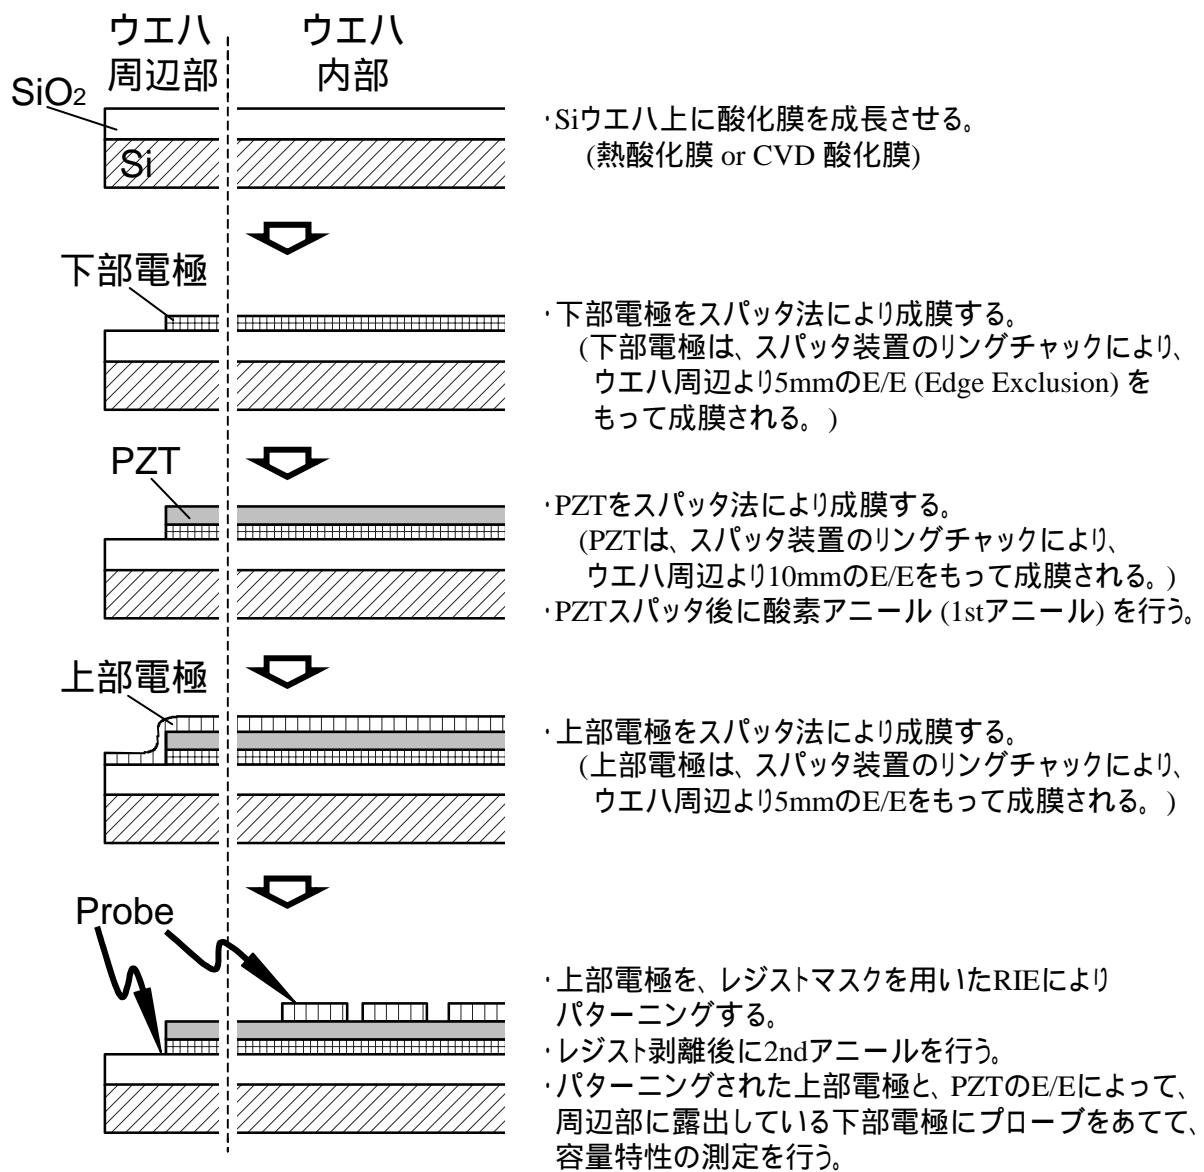 ウエハ
周辺部
ウエハ
内部
SiO2
Si
・Siウエハ上に酸化膜を成長させる。
(熱酸化膜 or CVD 酸化膜)
下部電極
・下部電極をスパッタ法により成膜する。
(下部電極は、スパッタ装置のリングチャックにより、
ウエハ周辺より5mmのE/E (Edge Exclusion) を
もって成膜される。)
PZT
・PZTをスパッタ法により成膜する。
(PZTは、スパッタ装置のリングチャックにより、
ウエハ周辺より10mmのE/Eをもって成膜される。)
・PZTスパッタ後に酸素アニール (1stアニール) を行う。
上部電極
・上部電極をスパッタ法により成膜する。
(上部電極は、スパッタ装置のリングチャックにより、
ウエハ周辺より5mmのE/Eをもって成膜される。)
Probe
・上部電極を、レジストマスクを用いたRIEにより
パターニングする。
・レジスト剥離後に2ndアニールを行う。
・パターニングされた上部電極と、PZTのE/Eによって、
周辺部に露出している下部電極にプローブをあてて、
容量特性の測定を行う。